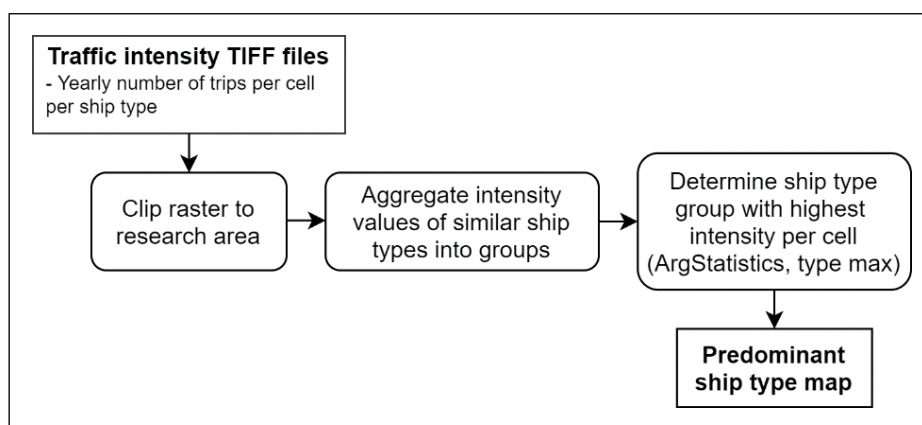 Traffic intensity TIFF files
- Yearly number of trips per cell
per ship type
Clip raster to
research area
Aggregate intensity
values of similar ship
types into groups
Determine ship type
group with highest
intensity per cell
(ArgStatistics, type max)
Predominant
ship type map